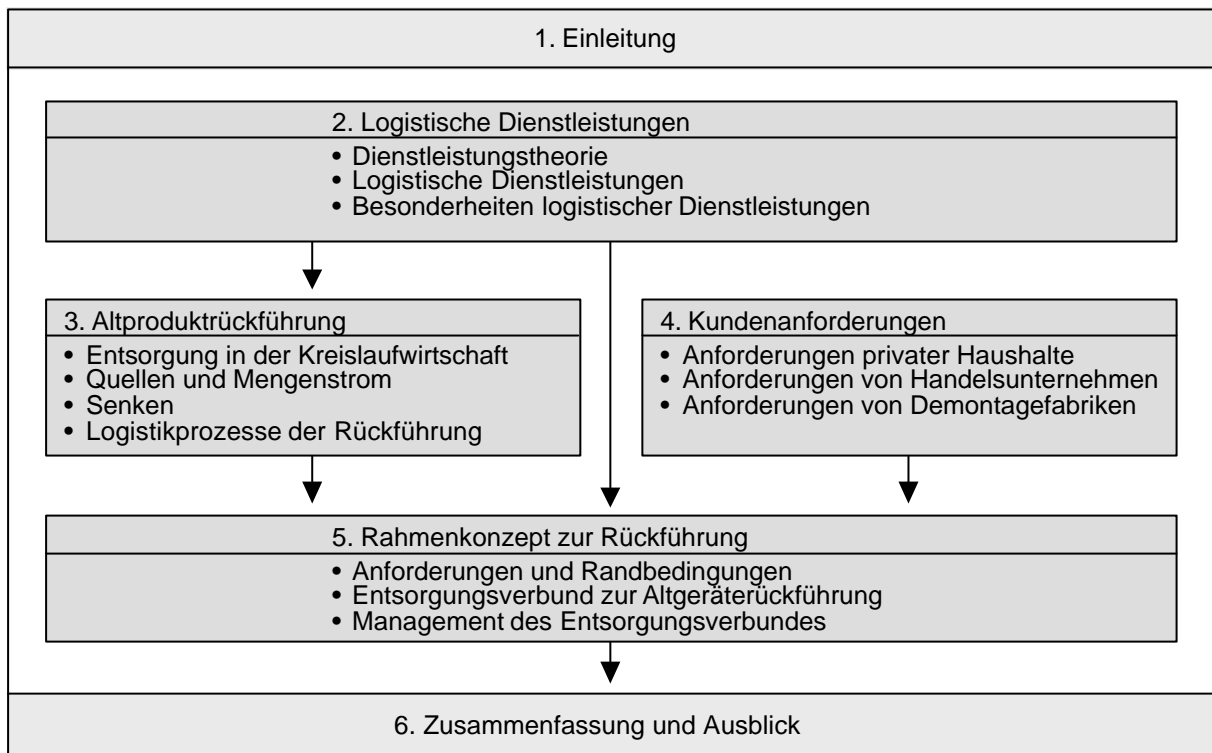 1. Einleitung
2. Logistische Dienstleistungen
• Dienstleistungstheorie
• Logistische Dienstleistungen
• Besonderheiten logistischer Dienstleistungen
3. Altproduktrückführung
• Entsorgung in der Kreislaufwirtschaft
• Quellen und Mengenstrom
• Senken
• Logistikprozesse der Rückführung
4. Kundenanforderungen
• Anforderungen privater Haushalte
• Anforderungen von Handelsunternehmen
• Anforderungen von Demontagefabriken
5. Rahmenkonzept zur Rückführung
• Anforderungen und Randbedingungen
• Entsorgungsverbund zur Altgeräterückführung
• Management des Entsorgungsverbundes
6. Zusammenfassung und Ausblick